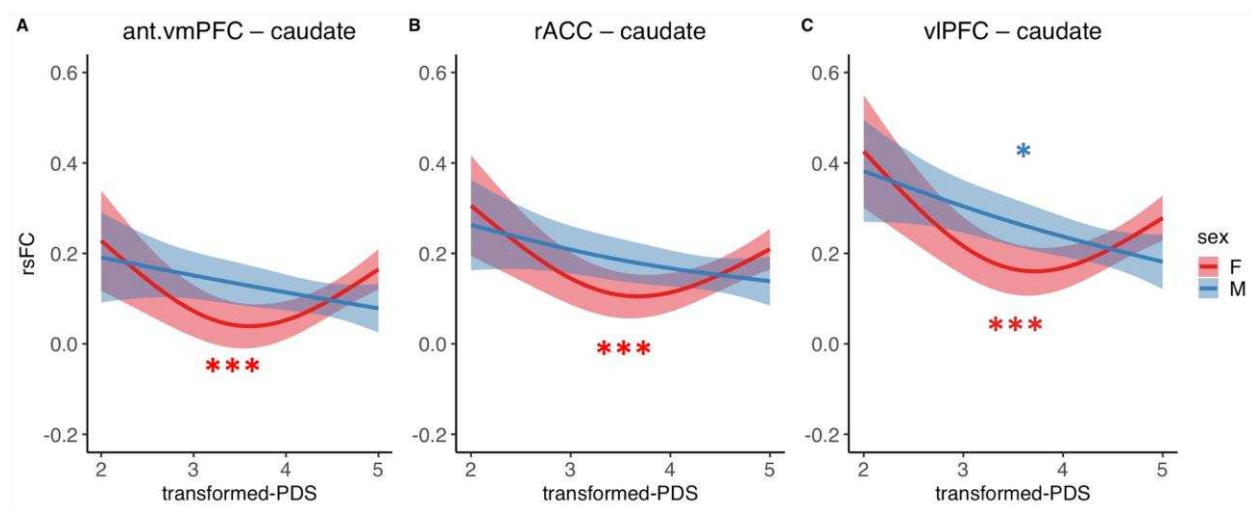 A ant.vmPFC – caudate
0.6
0.4
0.2
0.0
-0.2
rsFC
2 3 4 5
transformed-PDS
***
B rACC – caudate
0.6
0.4
0.2
0.0
-0.2
2 3 4 5
transformed-PDS
***
C vlPFC – caudate
0.6
0.4
0.2
0.0
-0.2
2 3 4 5
transformed-PDS
*
***
sex
F
M